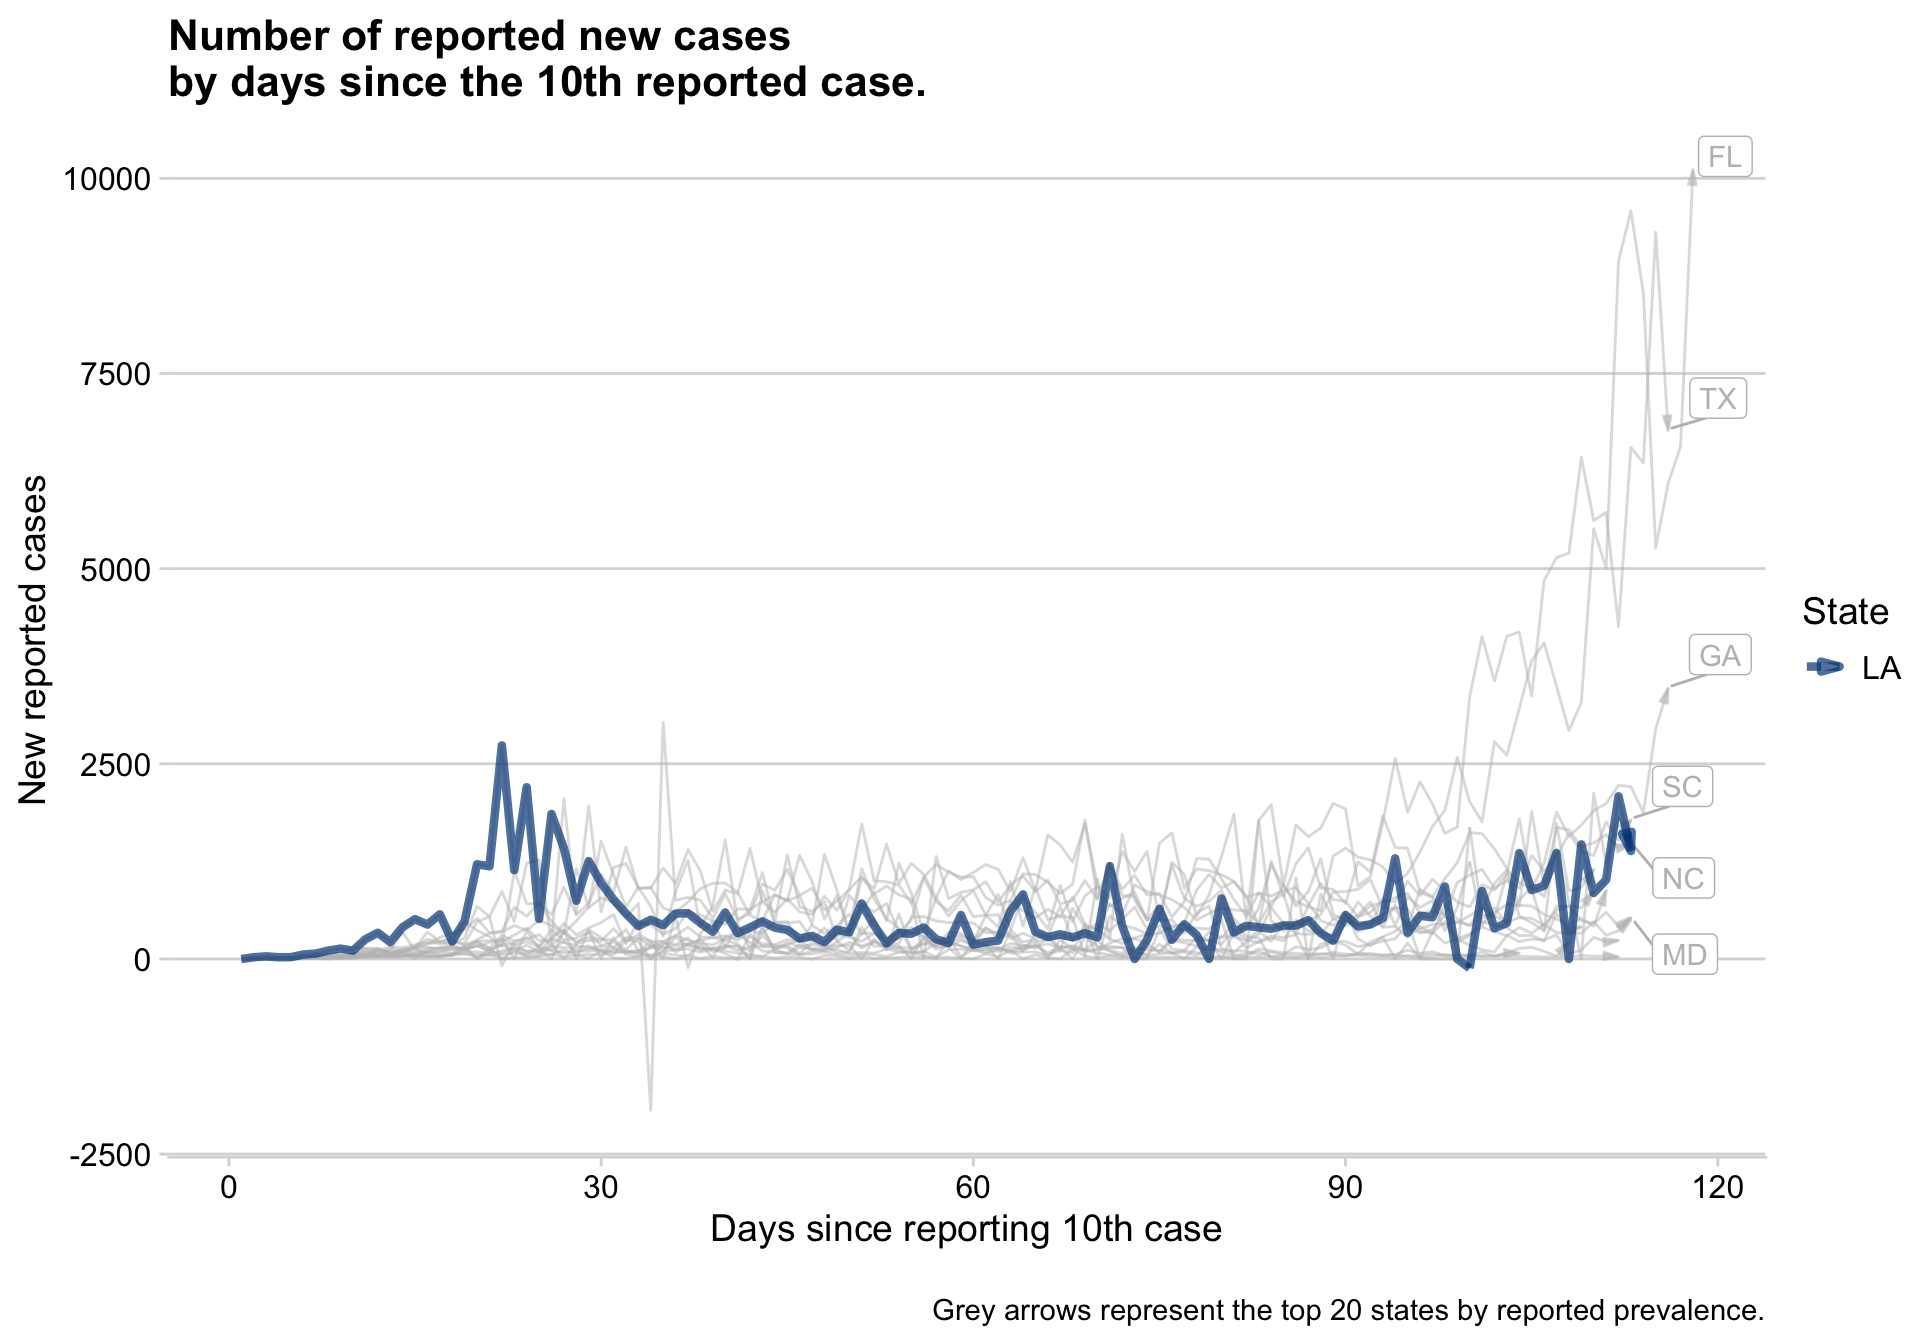 Number of reported new cases
by days since the 10th reported case.
10000
7500
5000
2500
0
-2500
New reported cases
FL
TX
GA
SC
NC
MD
State
LA
0 30 60 90 120
Days since reporting 10th case
Grey arrows represent the top 20 states by reported prevalence.